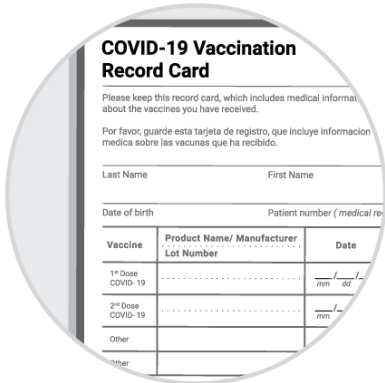 COVID-19 Vaccination
Record Card
Please keep this record card, which includes medical
about the vaccines you have received.
Por favor, guarde esta tarjeta de registro, que incluye informacion
medica sobre las vacunas que ha recibido.
Last Name First Name
Date of birth Patient number ( medical
Vaccine Product Name/ Manufacturer Date
Lot Number
1st Dose
COVID- 19 __/__/
mm dd
2nd Dose
COVID- 19 __/
mm
Other
Other